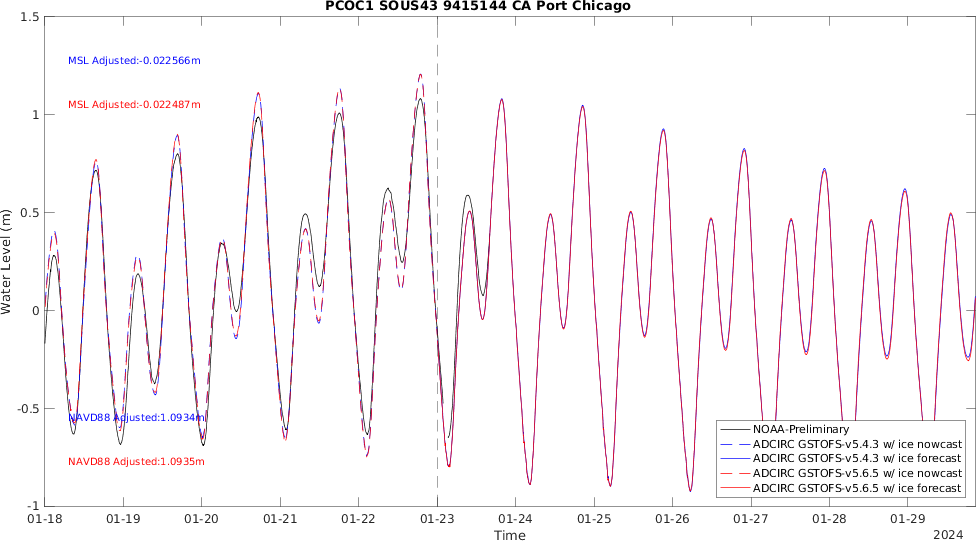 PCOC1 SOUS43 9415144 CA Port Chicago
1.5
1
0.5
0
-0.5
-1
Water Level (m)
MSL Adjusted:-0.022566m
MSL Adjusted:-0.022487m
NAVD88 Adjusted:1.0934m
NAVD88 Adjusted:1.0935m
NOAA-Preliminary
ADCIRC GSTOFS-v5.4.3 w/ ice nowcast
ADCIRC GSTOFS-v5.4.3 w/ ice forecast
ADCIRC GSTOFS-v5.6.5 w/ ice nowcast
ADCIRC GSTOFS-v5.6.5 w/ ice forecast
01-18 01-19 01-20 01-21 01-22 01-23 01-24 01-25 01-26 01-27 01-28 01-29
Time
2024